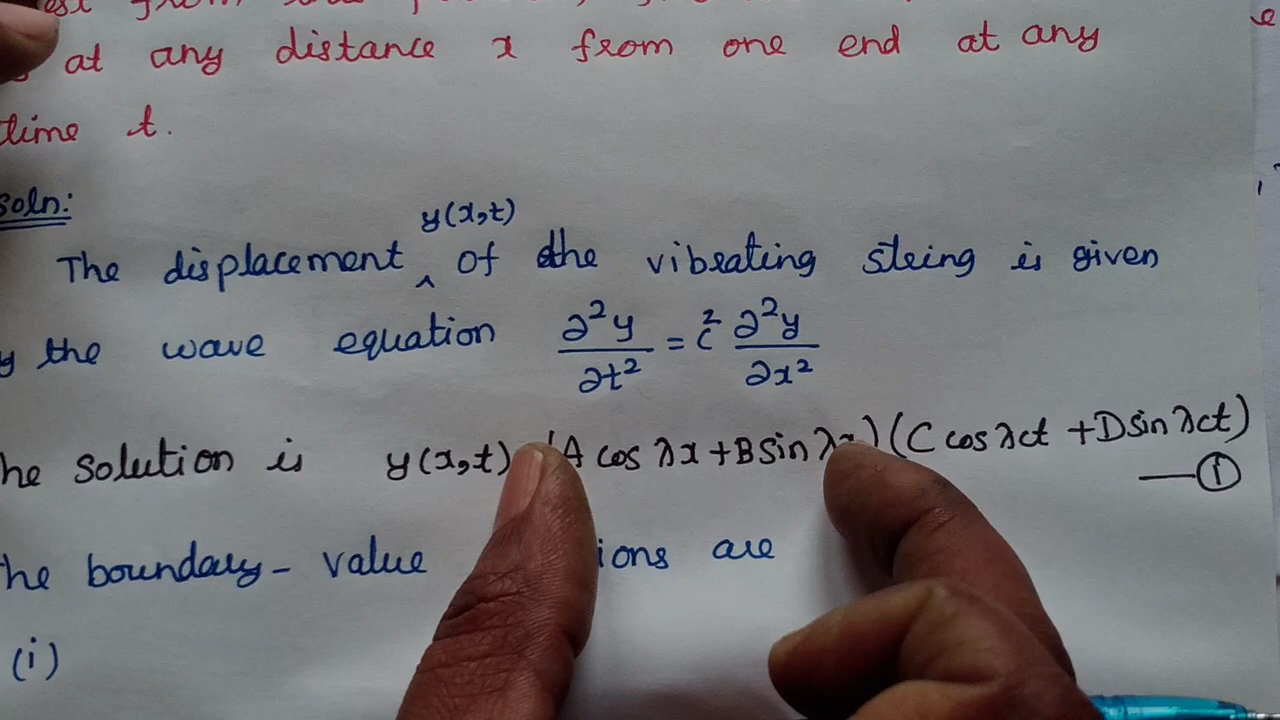 at any distance x from one end at any
time t.
soln:
y(x,t)
The displacement ^ of the vibrating string is given
the wave equation ∂²y/∂t² = c² ∂²y/∂x²
he solution is y(x,t) (A cos λx + B sin λx) (C cos λct + D sin λct)
—①
he boundary - value ions are
(i)